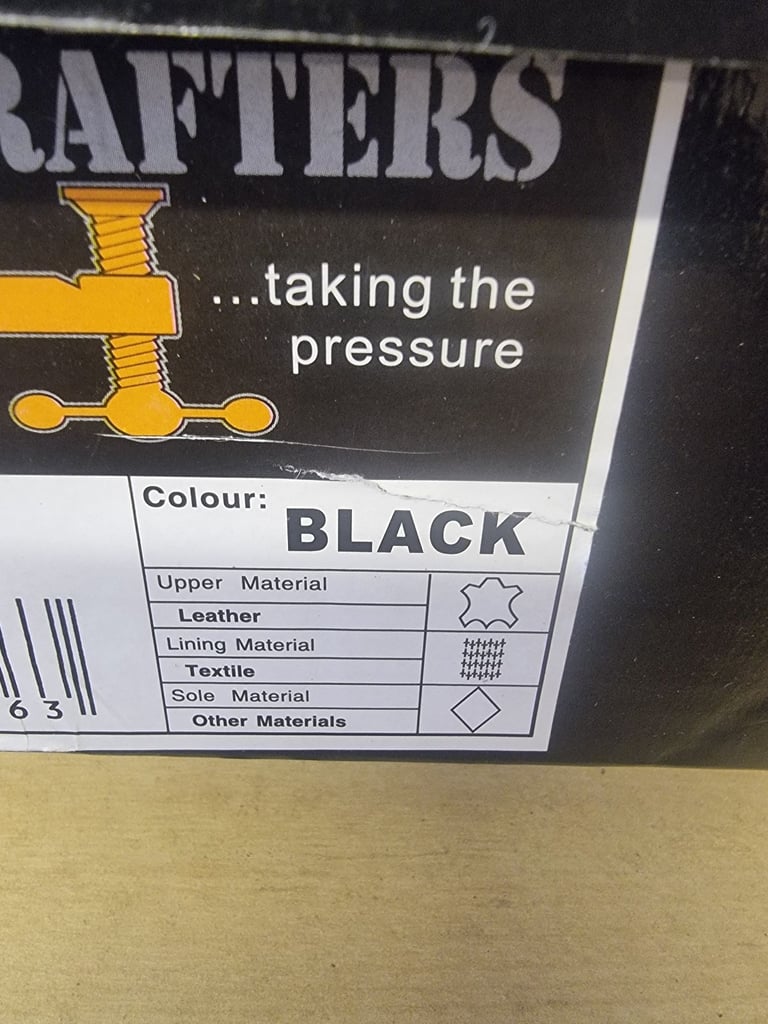 RAFTERS
...taking the
pressure
Colour:
BLACK
Upper Material
Leather
Lining Material
Textile
Sole Material
Other Materials
63